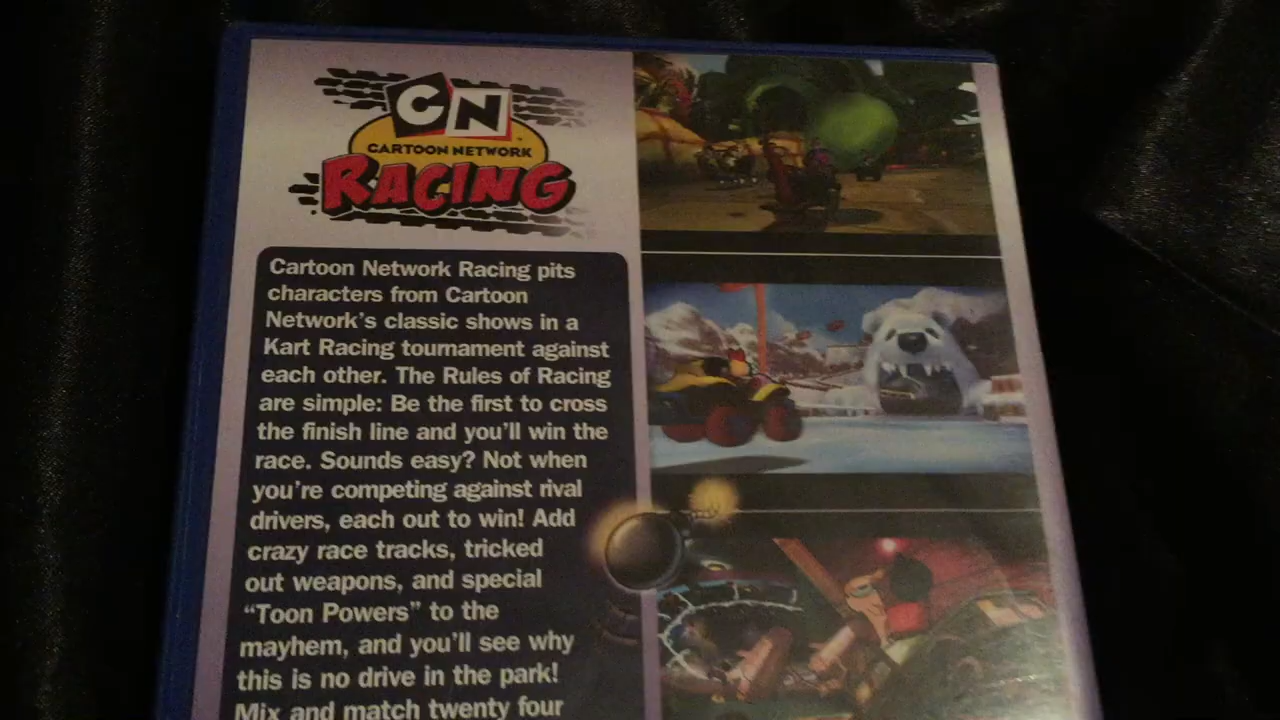 CN
CARTOON NETWORK
RACING
Cartoon Network Racing pits
characters from Cartoon
Network's classic shows in a
Kart Racing tournament against
each other. The Rules of Racing
are simple: Be the first to cross
the finish line and you'll win the
race. Sounds easy? Not when
you're competing against rival
drivers, each out to win! Add
crazy race tracks, tricked
out weapons, and special
“Toon Powers” to the
mayhem, and you'll see why
this is no drive in the park!
Mix and match twenty four